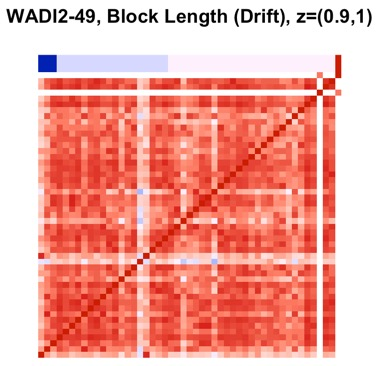 WADI2-49, Block Length (Drift), z=(0.9,1)